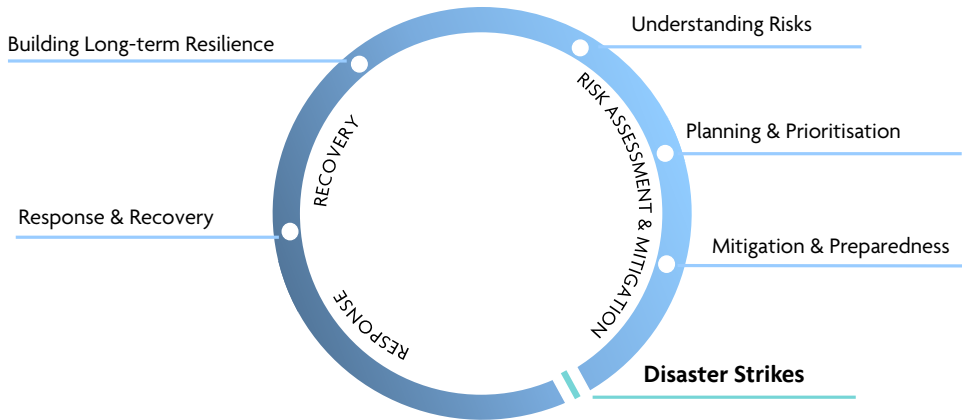 Understanding Risks
Building Long-term Resilience
RISK ASSESSMENT & MITIGATION
Planning & Prioritisation
RECOVERY
Response & Recovery
Mitigation & Preparedness
RESPONSE
Disaster Strikes